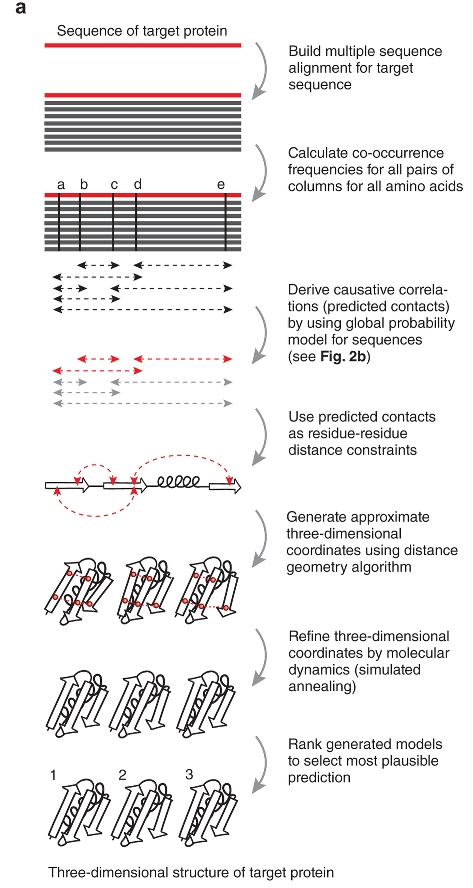 a
Sequence of target protein
Build multiple sequence
alignment for target
sequence
Calculate co-occurrence
frequencies for all pairs of
columns for all amino acids
a b c d e
Derive causative correla-
tions (predicted contacts)
by using global probability
model for sequences
(see Fig. 2b)
Use predicted contacts
as residue-residue
distance constraints
Generate approximate
three-dimensional
coordinates using distance
geometry algorithm
Refine three-dimensional
coordinates by molecular
dynamics (simulated
annealing)
Rank generated models
to select most plausible
prediction
1 2 3
Three-dimensional structure of target protein